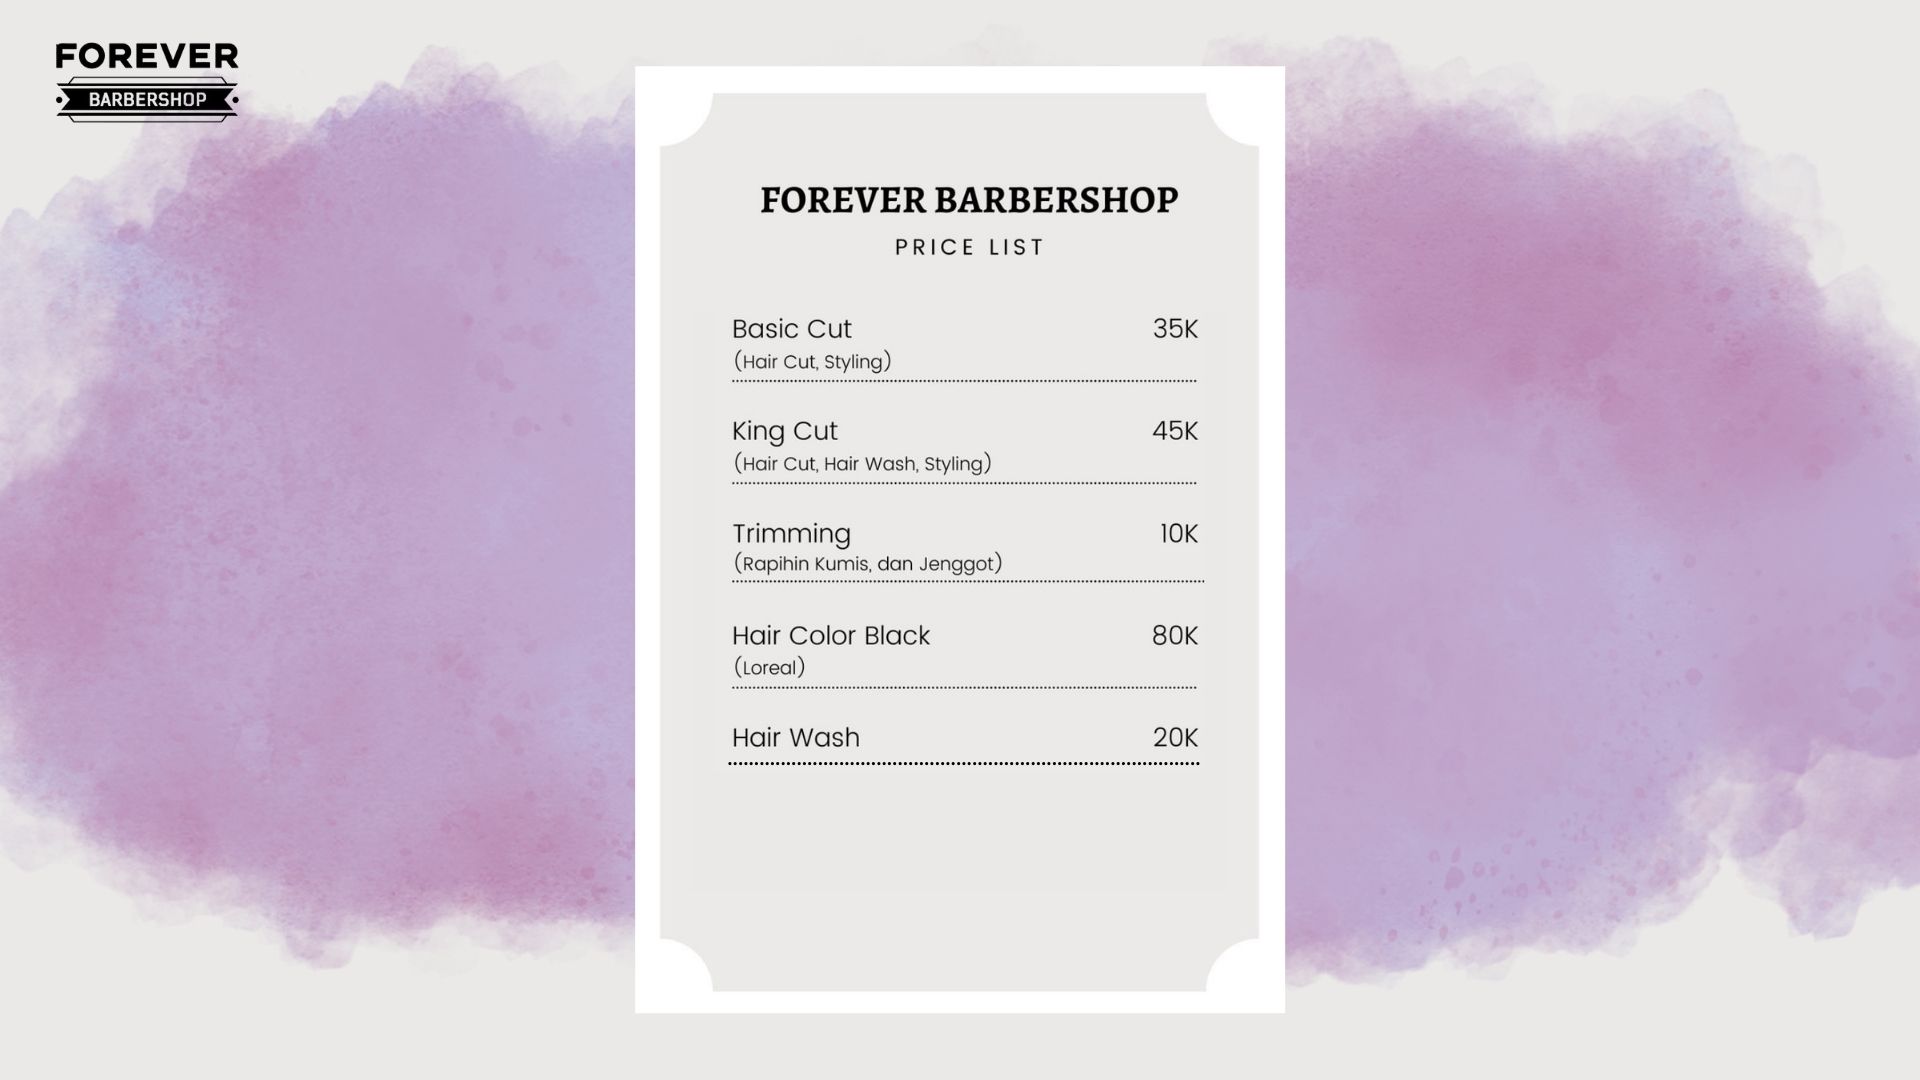 FOREVER
BARBERSHOP
FOREVER BARBERSHOP
PRICE LIST
Basic Cut 35K
(Hair Cut, Styling)
King Cut 45K
(Hair Cut, Hair Wash, Styling)
Trimming 10K
(Rapihin Kumis, dan Jenggot)
Hair Color Black 80K
(Loreal)
Hair Wash 20K